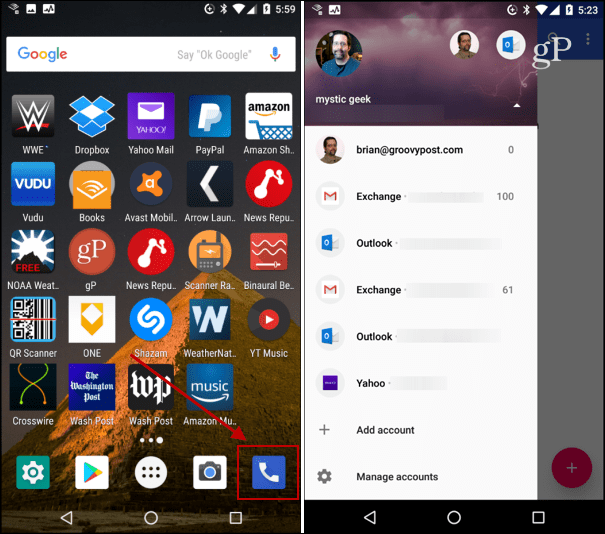 5:59
Google Say "Ok Google"
WWE Dropbox Yahoo Mail PayPal Amazon Sh..
YAHOO!
amazon
VUDU
Vudu Books Avast Mobil.. Arrow Laun.. News Repu..
FREE
gP
NOAA Weat.. gP News Repu.. Scanner Ra.. Binaural Be..
QR Scanner ONE Shazam WeatherNat.. YT Music
The
Washington
Post
wp
music
Crosswire Wash Post Wash Post Amazon Mu..
5:23
gP
mystic geek
brian@groovypost.com 0
Exchange · 100
Outlook ·
Exchange · 61
Outlook ·
YAHOO!
Yahoo ·
+ Add account
Manage accounts